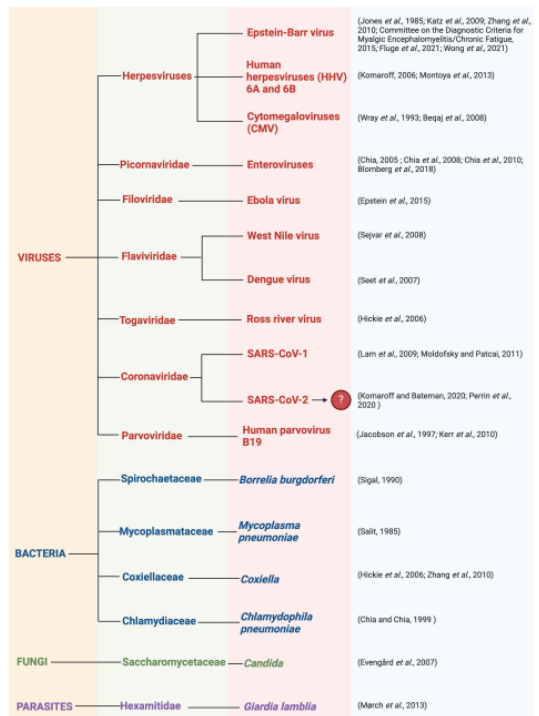 Epstein-Barr virus
(Jones et al., 1985; Katz et al., 2009; Zhang et al.,
2010; Committee on the Diagnostic Criteria for
Myalgic Encephalomyelitis/Chronic Fatigue,
2015; Fluge et al., 2021; Wong et al., 2021)
Herpesviruses
Human
herpesviruses (HHV)
6A and 6B
(Komaroff, 2006; Montoya et al., 2013)
Cytomegaloviruses
(CMV)
(Wray et al., 1993; Beqaj et al., 2008)
Picornaviridae
Enteroviruses
(Chia, 2005 ; Chia et al., 2008; Chia et al., 2010;
Blomberg et al., 2018)
Filoviridae
Ebola virus
(Epstein et al., 2015)
VIRUSES
Flaviviridae
West Nile virus
(Sejvar et al., 2008)
Dengue virus
(Seet et al., 2007)
Togaviridae
Ross river virus
(Hickie et al., 2006)
Coronaviridae
SARS-CoV-1
(Lam et al., 2009; Moldofsky and Patcai, 2011)
SARS-CoV-2
?
(Komaroff and Bateman, 2020; Perrin et al.,
2020 )
Parvoviridae
Human parvovirus
B19
(Jacobson et al., 1997; Kerr et al., 2010)
BACTERIA
Spirochaetaceae
Borrelia burgdorferi
(Sigal, 1990)
Mycoplasmataceae
Mycoplasma
pneumoniae
(Salit, 1985)
Coxiellaceae
Coxiella
(Hickie et al., 2006; Zhang et al., 2010)
Chlamydiaceae
Chlamydophila
pneumoniae
(Chia and Chia, 1999 )
FUNGI
Saccharomycetaceae
Candida
(Evengård et al., 2007)
PARASITES
Hexamitidae
Giardia lamblia
(Mørch et al., 2013)